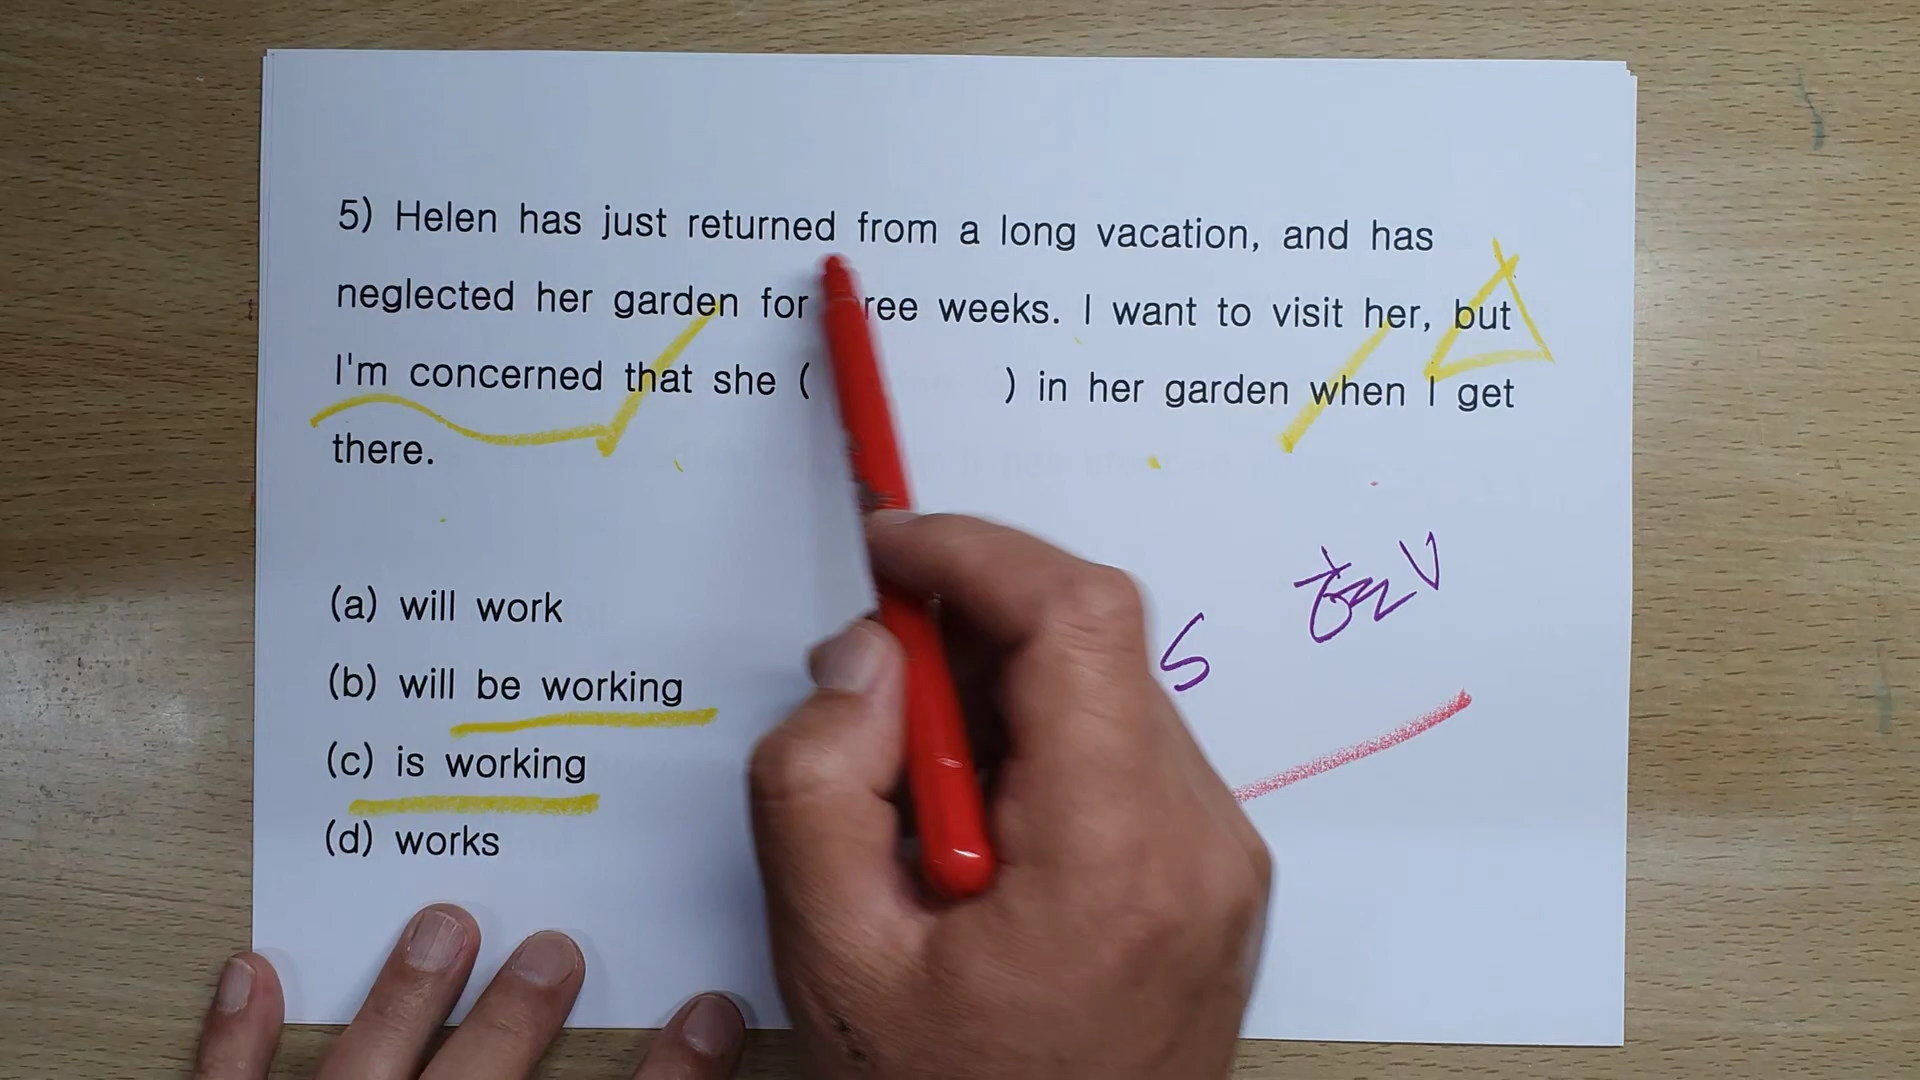 5) Helen has just returned from a long vacation, and has
neglected her garden for ree weeks. I want to visit her, but
I'm concerned that she ( ) in her garden when I get
there.
(a) will work
(b) will be working
(c) is working
(d) works
S V